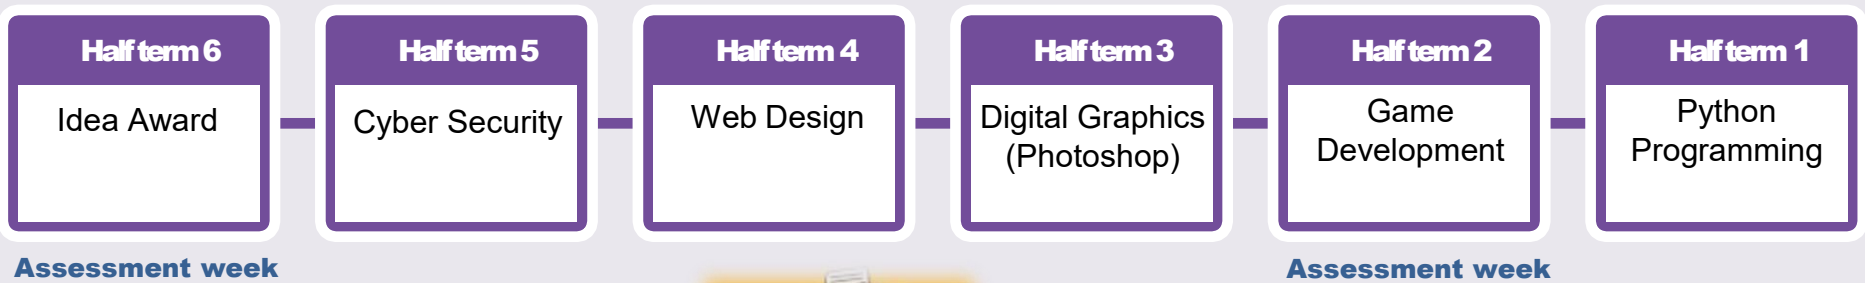 Half term 6
Idea Award
Assessment week
Half term 5
Cyber Security
Half term 4
Web Design
Half term 3
Digital Graphics
(Photoshop)
Half term 2
Game
Development
Assessment week
Half term 1
Python
Programming